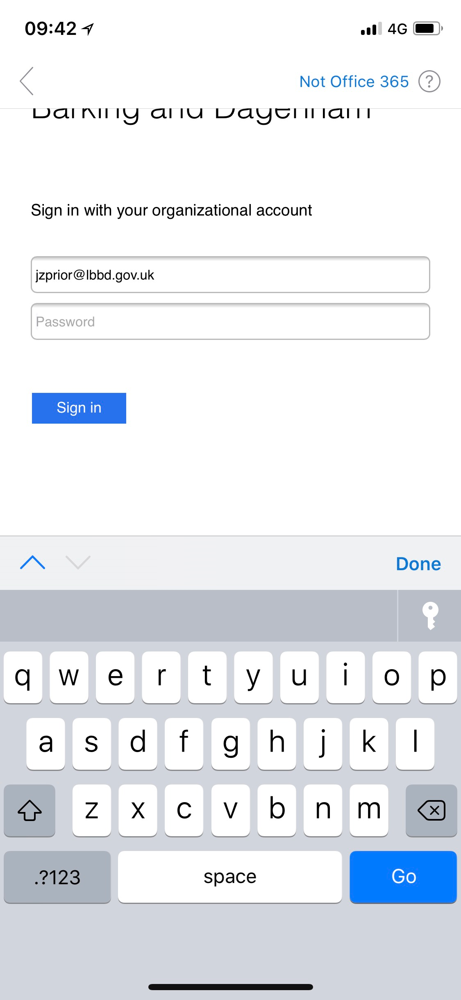 09:42
4G
Not Office 365 ?
Barking and Dagenham
Sign in with your organizational account
jzprior@lbbd.gov.uk
Password
Sign in
Done
q w e r t y u i o p
a s d f g h j k l
z x c v b n m
.?123 space Go